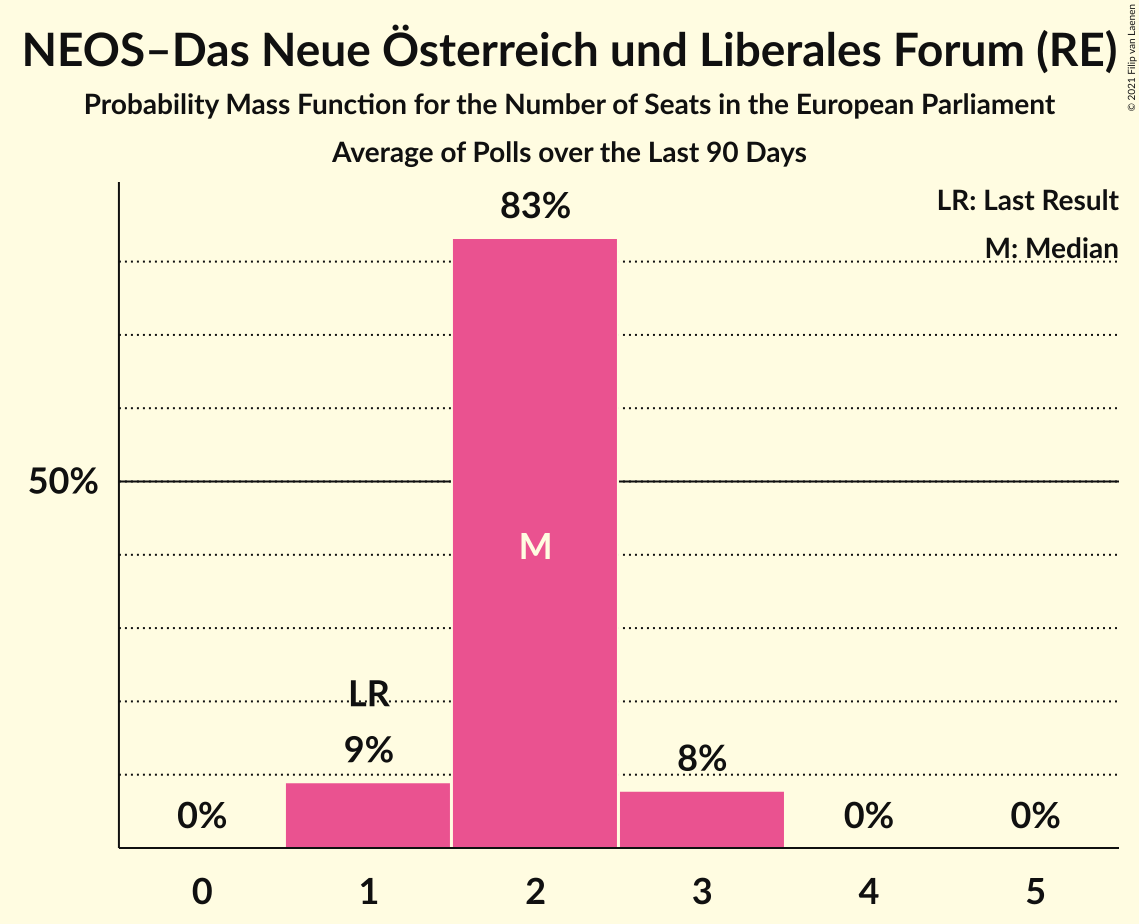 NEOS–Das Neue Österreich und Liberales Forum (RE)
Probability Mass Function for the Number of Seats in the European Parliament
Average of Polls over the Last 90 Days
© 2021 Filip van Laenen
LR: Last Result
M: Median
83%
50%
M
LR
9%
8%
0%
0%
0%
0
1
2
3
4
5